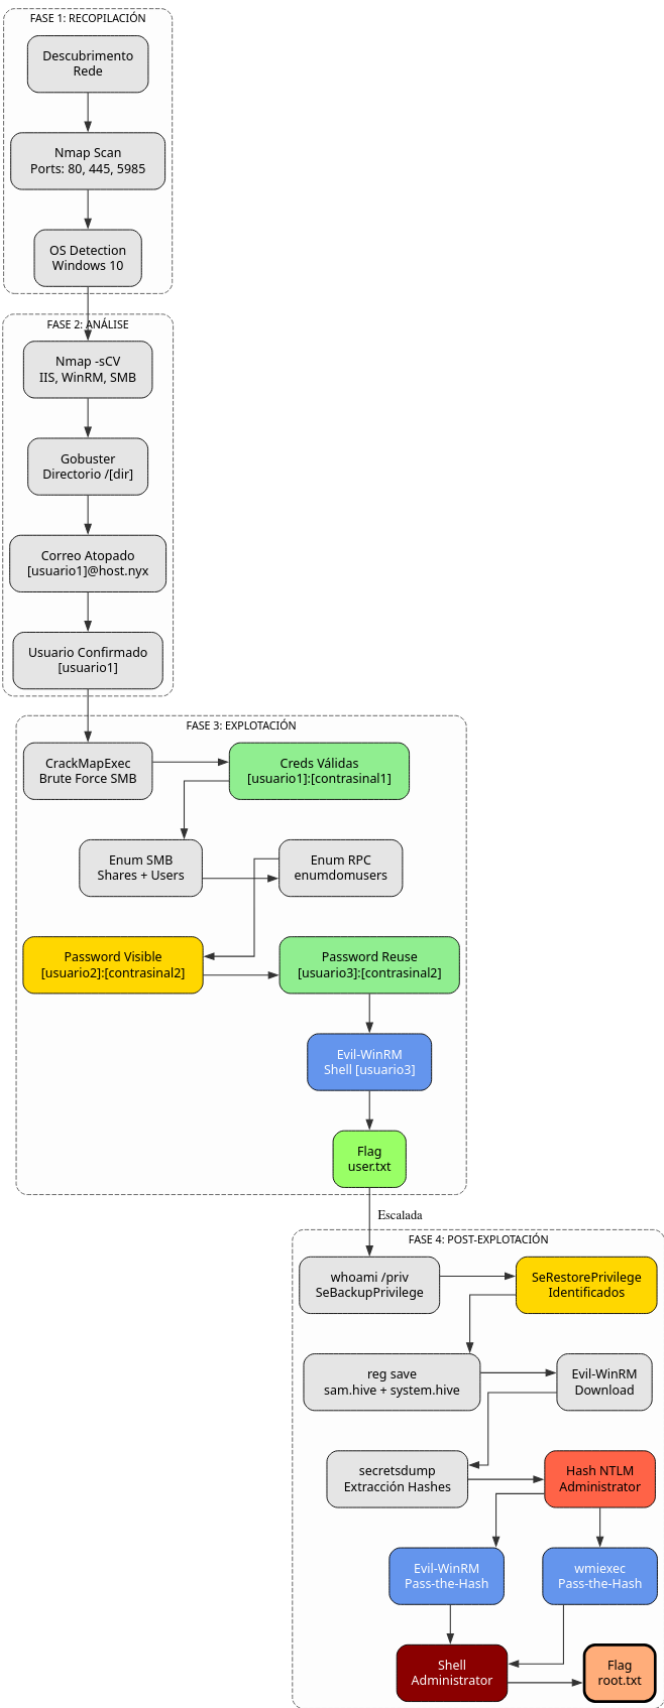 FASE 1: RECOPILACIÓN
Descubrimento
Rede
Nmap Scan
Ports: 80, 445, 5985
OS Detection
Windows 10
FASE 2: ANÁLISE
Nmap -sCV
IIS, WinRM, SMB
Gobuster
Directorio /[dir]
Correo Atopado
[usuario1]@host.nyx
Usuario Confirmado
[usuario1]
FASE 3: EXPLOTACIÓN
CrackMapExec
Brute Force SMB
Creds Válidas
[usuario1]:[contrasinal1]
Enum SMB
Shares + Users
Enum RPC
enumdomusers
Password Visible
[usuario2]:[contrasinal2]
Password Reuse
[usuario3]:[contrasinal2]
Evil-WinRM
Shell [usuario3]
Flag
user.txt
Escalada
FASE 4: POST-EXPLOTACIÓN
whoami /priv
SeBackupPrivilege
SeRestorePrivilege
Identificados
reg save
sam.hive + system.hive
Evil-WinRM
Download
secretsdump
Extracción Hashes
Hash NTLM
Administrator
Evil-WinRM
Pass-the-Hash
wmiexec
Pass-the-Hash
Shell
Administrator
Flag
root.txt